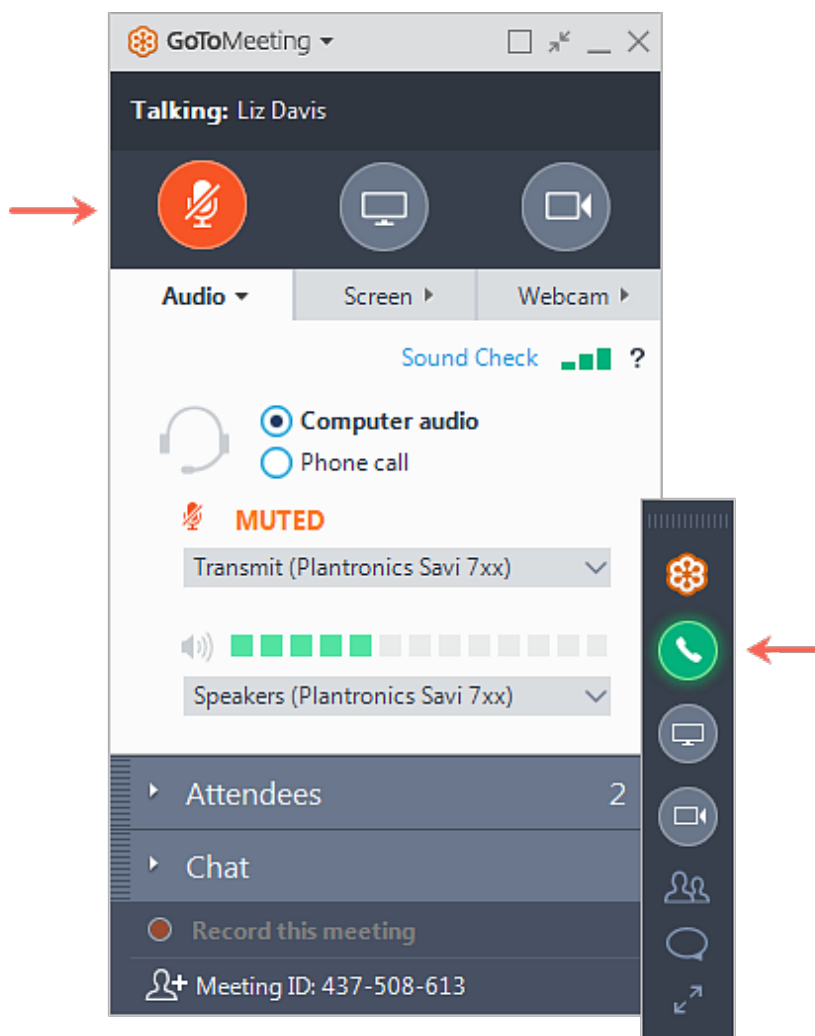 GoToMeeting
Talking: Liz Davis
Audio Screen Webcam
Sound Check ?
Computer audio
Phone call
MUTED
Transmit (Plantronics Savi 7xx)
Speakers (Plantronics Savi 7xx)
Attendees 2
Chat
Record this meeting
Meeting ID: 437-508-613